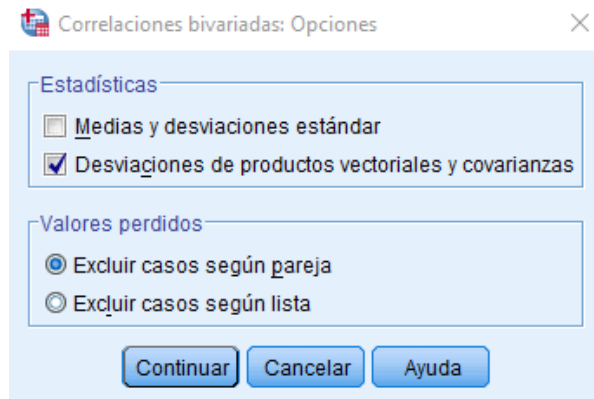 Correlaciones bivariadas: Opciones
Estadísticas
Medias y desviaciones estándar
Desviaciones de productos vectoriales y covarianzas
Valores perdidos
Excluir casos según pareja
Excluir casos según lista
Continuar Cancelar Ayuda